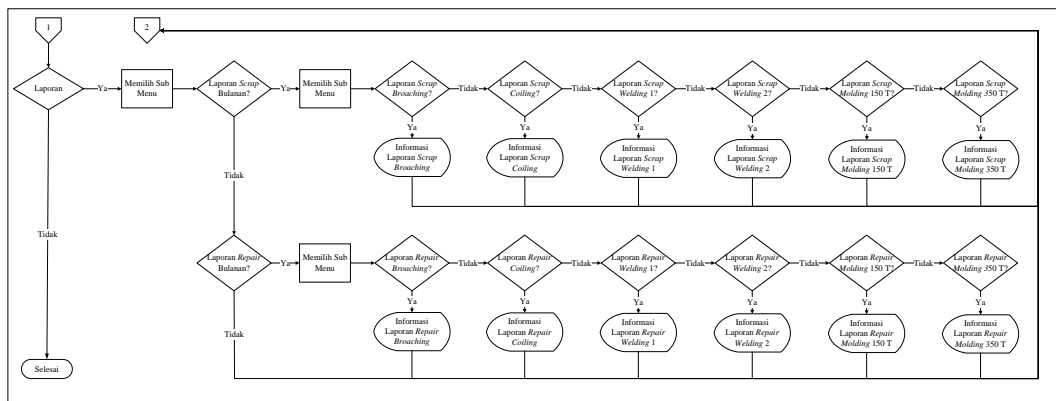 1
2
Laporan
Ya
Memilih Sub
Menu
Laporan Scrap
Bulanan?
Ya
Memilih Sub
Menu
Laporan Scrap
Broaching?
Tidak
Laporan Scrap
Coiling?
Tidak
Laporan Scrap
Welding 1?
Tidak
Laporan Scrap
Welding 2?
Tidak
Laporan Scrap
Molding 150 T?
Tidak
Laporan Scrap
Molding 350 T?
Ya
Ya
Ya
Ya
Ya
Ya
Informasi
Laporan Scrap
Broaching
Informasi
Laporan Scrap
Coiling
Informasi
Laporan Scrap
Welding 1
Informasi
Laporan Scrap
Welding 2
Informasi
Laporan Scrap
Molding 150 T
Informasi
Laporan Scrap
Molding 350 T
Tidak
Tidak
Laporan Repair
Bulanan?
Ya
Memilih Sub
Menu
Laporan Repair
Broaching?
Tidak
Laporan Repair
Coiling?
Tidak
Laporan Repair
Welding 1?
Tidak
Laporan Repair
Welding 2?
Tidak
Laporan Repair
Molding 150 T?
Tidak
Laporan Repair
Molding 350 T?
Ya
Ya
Ya
Ya
Ya
Ya
Tidak
Informasi
Laporan Repair
Broaching
Informasi
Laporan Repair
Coiling
Informasi
Laporan Repair
Welding 1
Informasi
Laporan Repair
Welding 2
Informasi
Laporan Repair
Molding 150 T
Informasi
Laporan Repair
Molding 350 T
Selesai